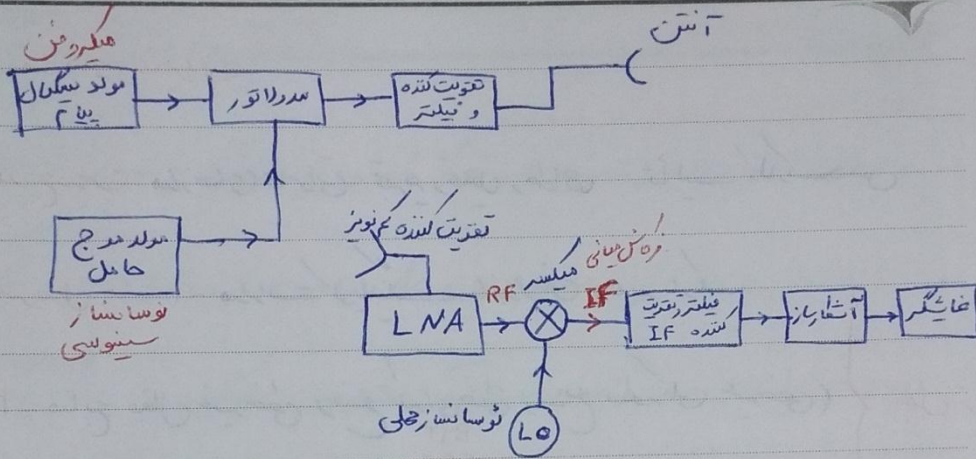 میکروفن
آنتن
مولد سیگنال
پیام
مدولاتور
تقویت کننده
و فیلتر
مولد موج
حامل
نوسانساز
سینوسی
تقویت کننده کم نویز
LNA
RF
میکسر
فرکانس میانی
IF
فیلتر و تقویت
کننده IF
آشکارساز
نمایشگر
نوسانساز محلی
LO